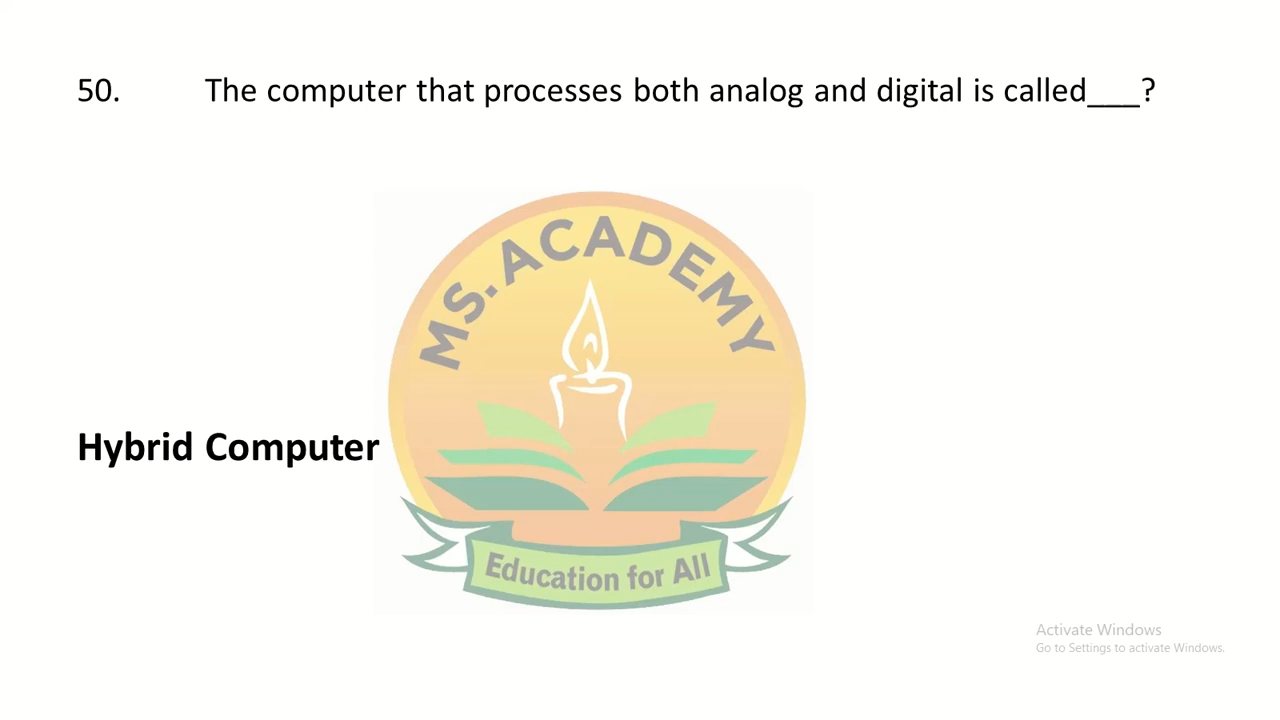 50. The computer that processes both analog and digital is called___?
MS. ACADEMY
Hybrid Computer
Education for All
Activate Windows
Go to Settings to activate Windows.